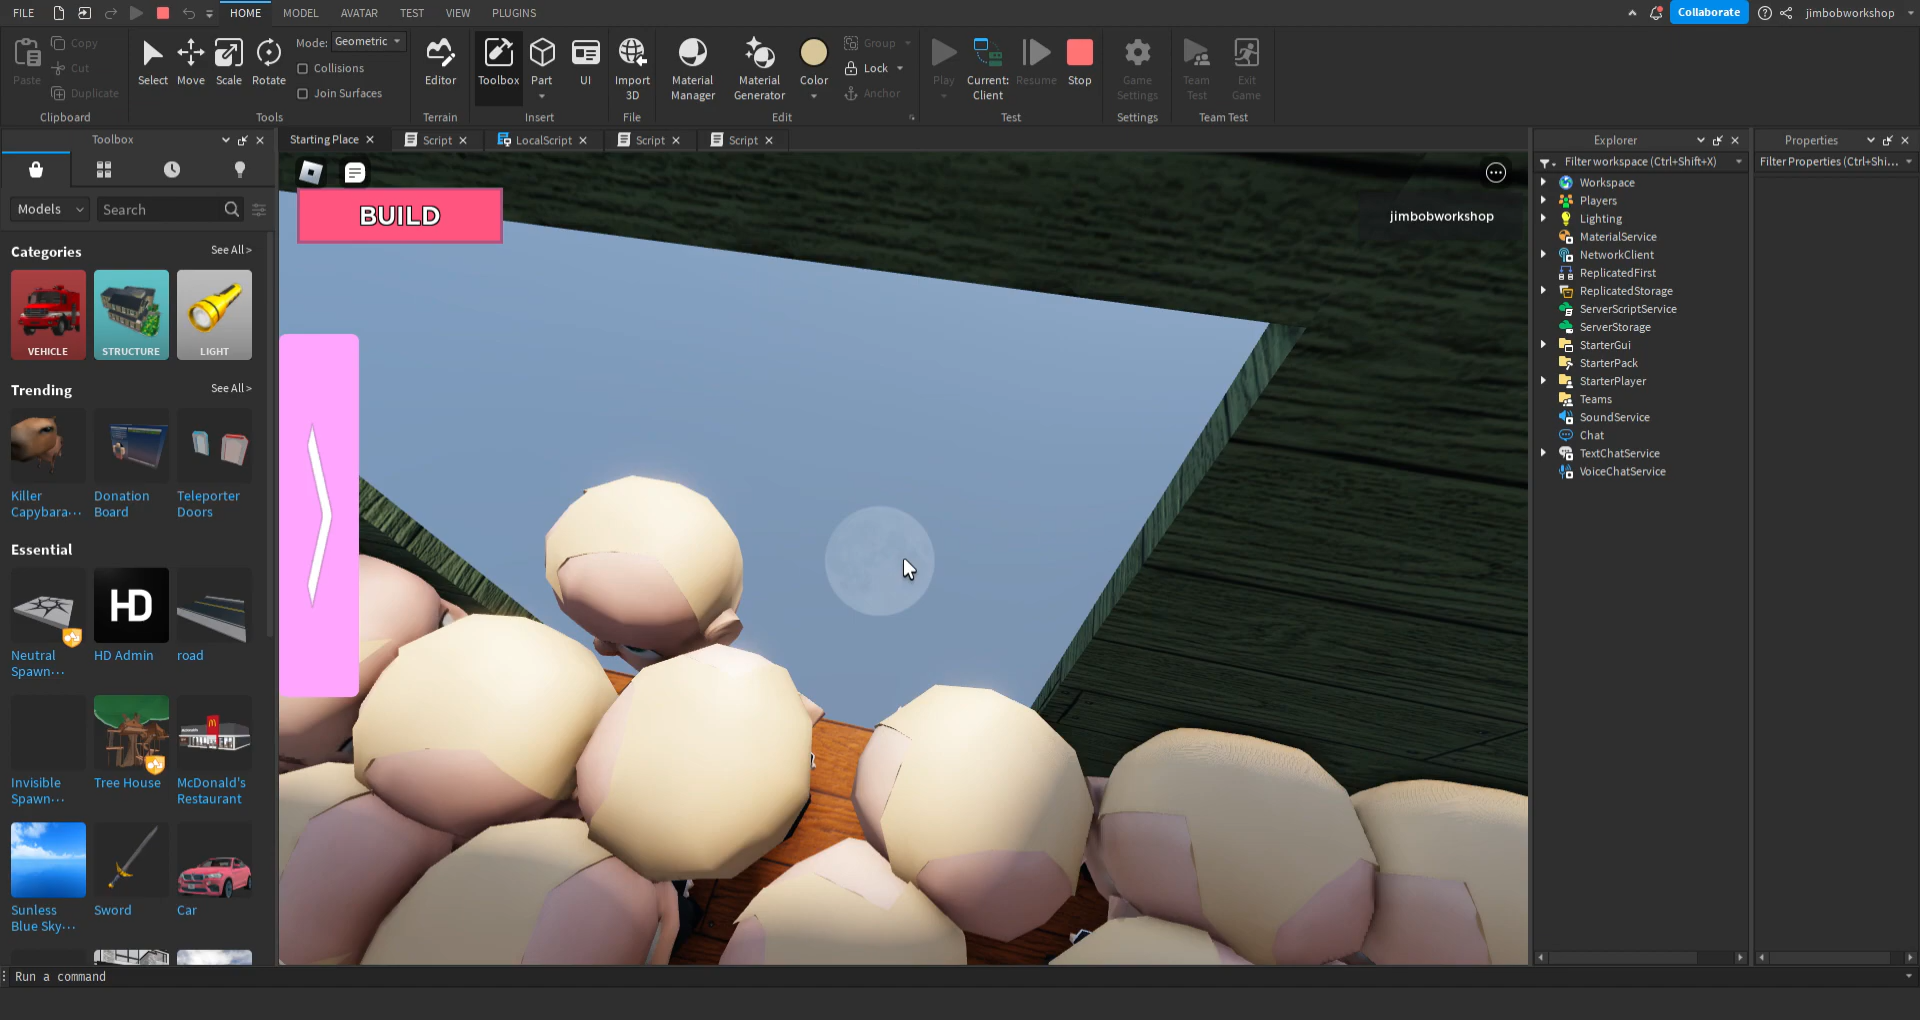 FILE
HOME
MODEL
AVATAR
TEST
VIEW
PLUGINS
Collaborate
jimbobworkshop
Paste
Copy
Cut
Duplicate
Clipboard
Select
Move
Scale
Rotate
Mode: Geometric
Collisions
Join Surfaces
Tools
Editor
Terrain
Toolbox
Part
UI
Insert
Import
3D
File
Material
Manager
Material
Generator
Color
Group
Lock
Anchor
Edit
Play
Current:
Client
Resume
Stop
Test
Game
Settings
Settings
Team
Test
Exit
Game
Team Test
Toolbox
Starting Place
Script
LocalScript
Script
Script
Explorer
Properties
Models
Search
Categories
See All >
VEHICLE
STRUCTURE
LIGHT
Trending
See All >
Killer
Capybara...
Donation
Board
Teleporter
Doors
Essential
HD
Neutral
Spawn...
HD Admin
road
Invisible
Spawn...
Tree House
McDonald's
Restaurant
Sunless
Blue Sky...
Sword
Car
BUILD
jimbobworkshop
Filter workspace (Ctrl+Shift+X)
Workspace
Players
Lighting
MaterialService
NetworkClient
ReplicatedFirst
ReplicatedStorage
ServerScriptService
ServerStorage
StarterGui
StarterPack
StarterPlayer
Teams
SoundService
Chat
TextChatService
VoiceChatService
Filter Properties (Ctrl+Shi...
Run a command